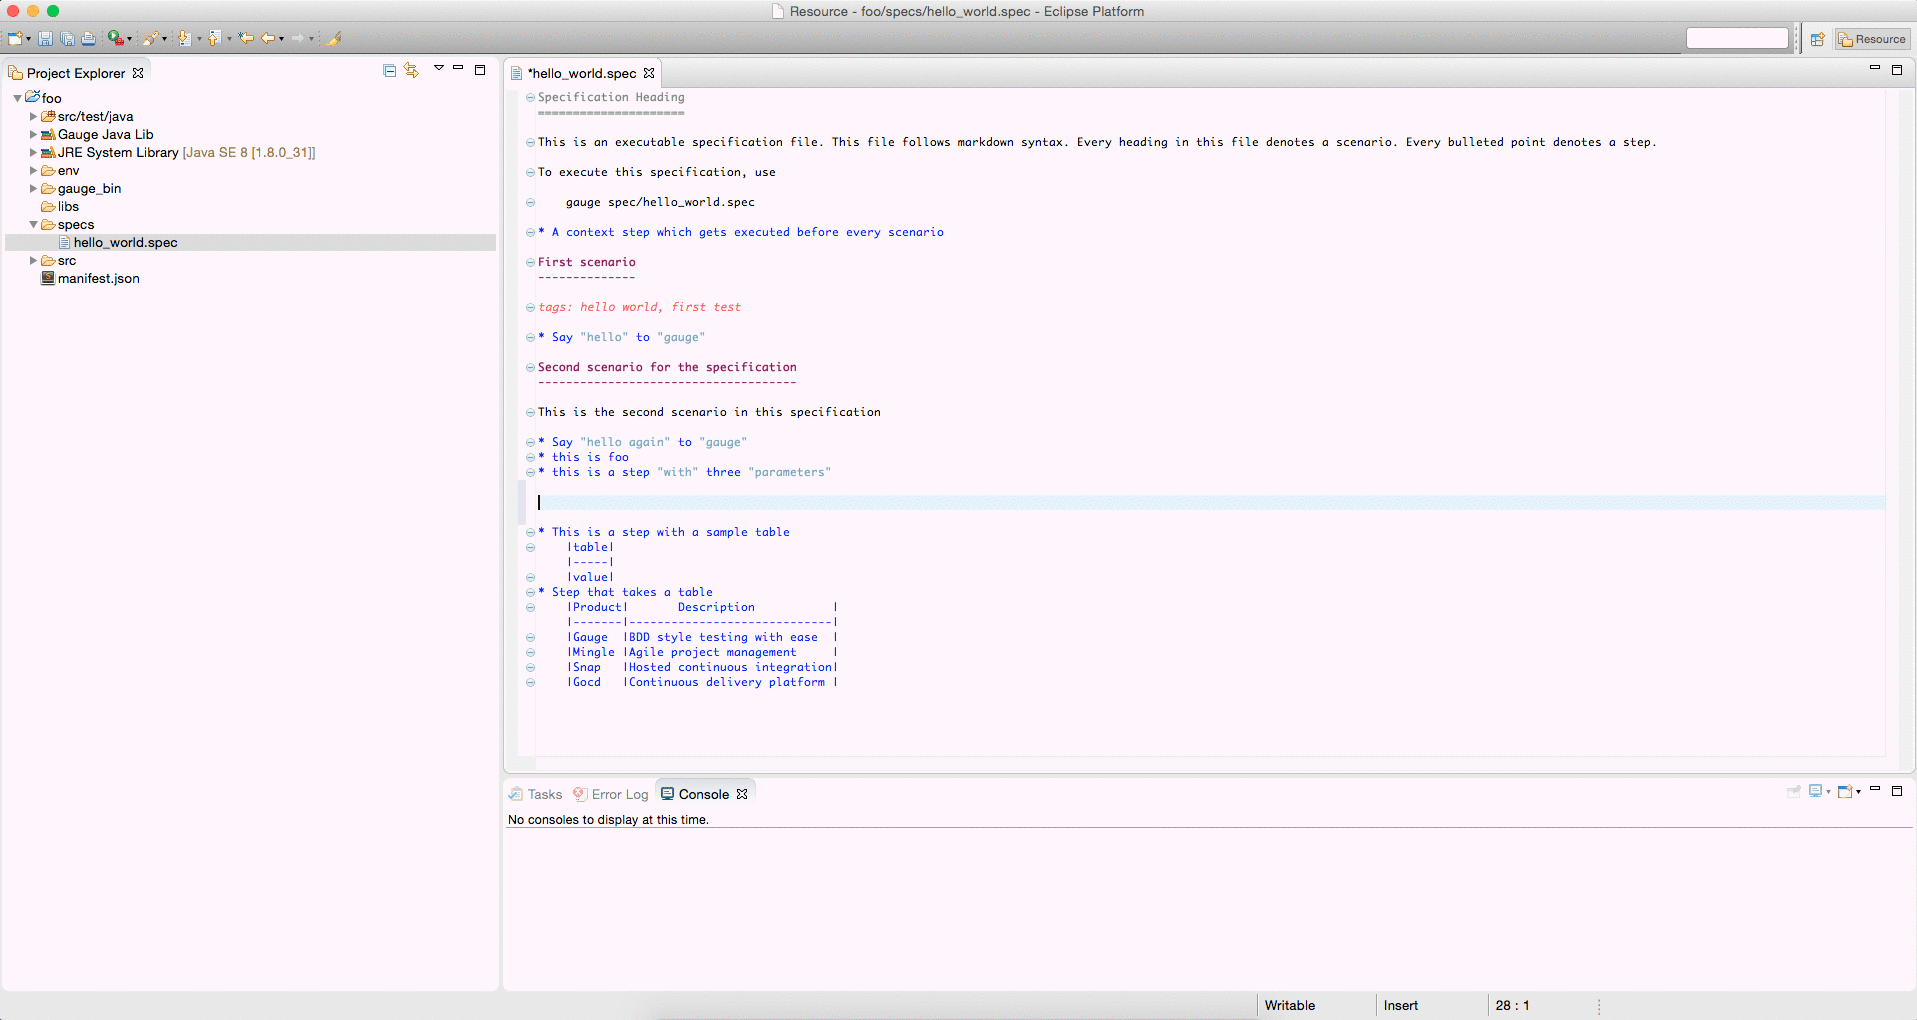 Resource - foo/specs/hello_world.spec - Eclipse Platform
Resource
Project Explorer
foo
src/test/java
Gauge Java Lib
JRE System Library [Java SE 8 [1.8.0_31]]
env
gauge_bin
libs
specs
hello_world.spec
src
manifest.json
*hello_world.spec
Specification Heading
=====================
This is an executable specification file. This file follows markdown syntax. Every heading in this file denotes a scenario. Every bulleted point denotes a step.
To execute this specification, use
gauge spec/hello_world.spec
* A context step which gets executed before every scenario
First scenario
--------------
tags: hello world, first test
* Say "hello" to "gauge"
Second scenario for the specification
-------------------------------------
This is the second scenario in this specification
* Say "hello again" to "gauge"
* this is foo
* this is a step "with" three "parameters"
* This is a step with a sample table
|table|
|-----|
|value|
* Step that takes a table
|Product|       Description           |
|-------|-----------------------------|
|Gauge  |BDD style testing with ease  |
|Mingle |Agile project management     |
|Snap   |Hosted continuous integration|
|Gocd   |Continuous delivery platform |
Tasks
Error Log
Console
No consoles to display at this time.
Writable
Insert
28 : 1